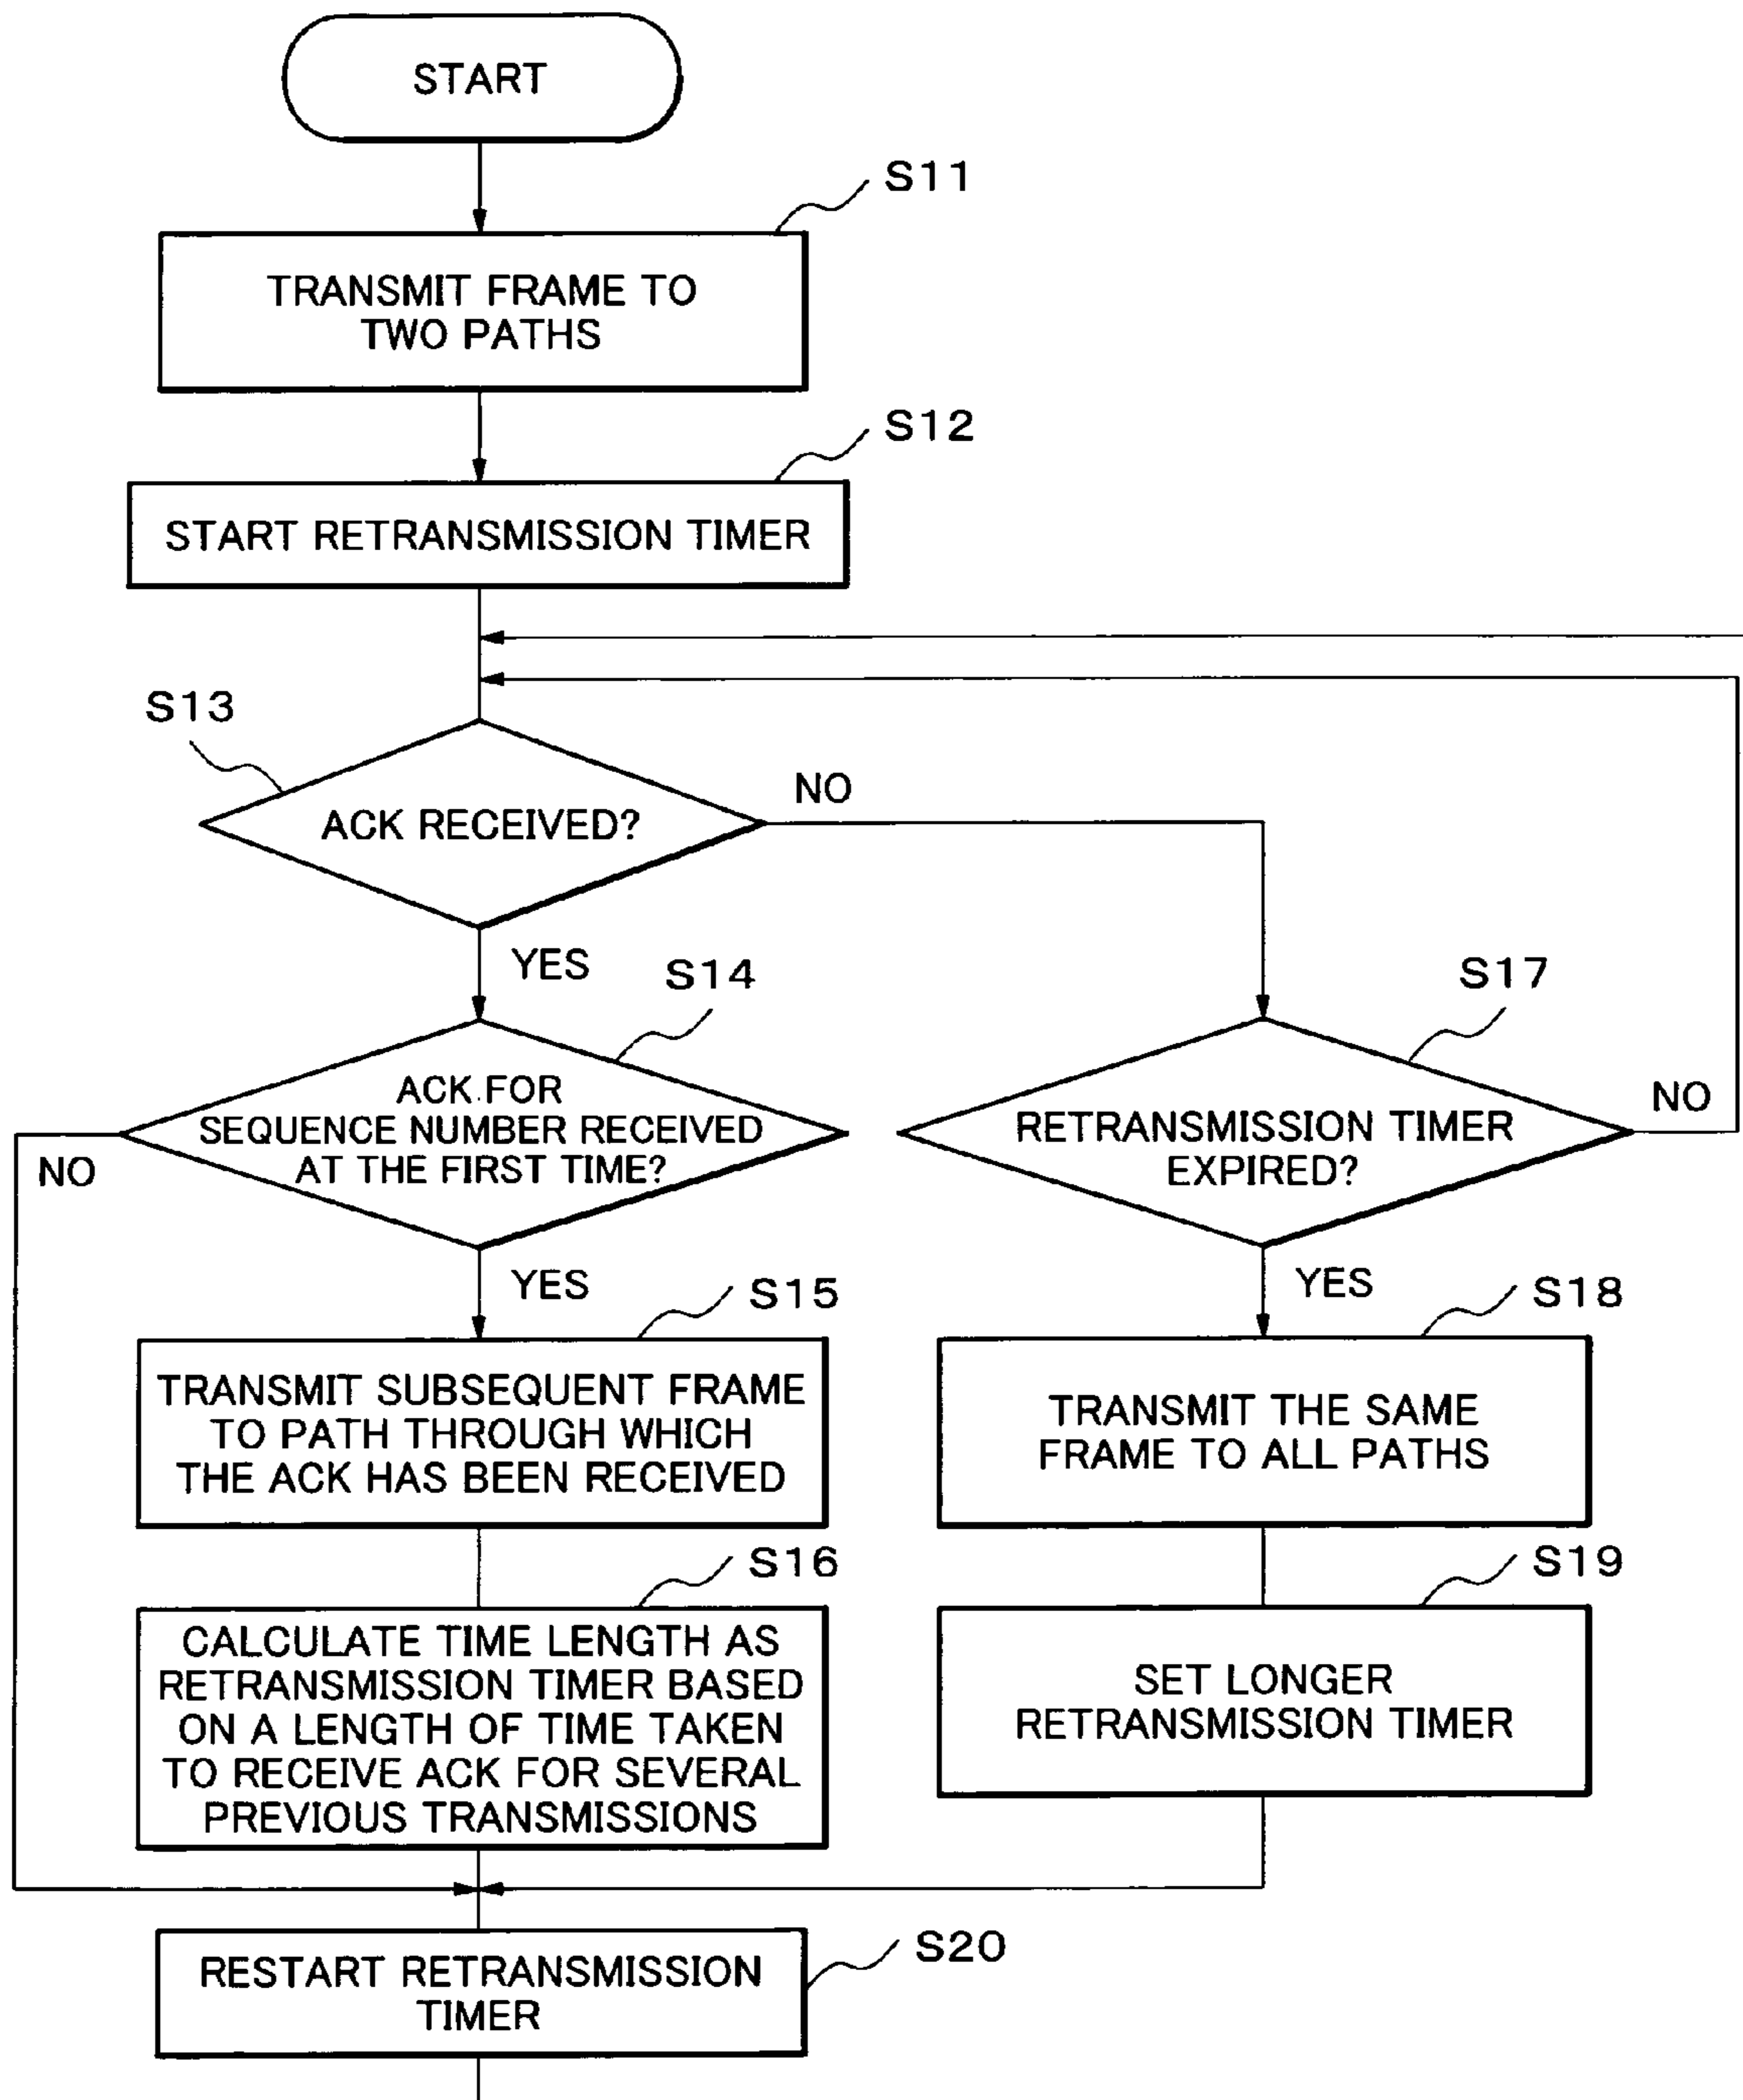 START
S11
TRANSMIT FRAME TO
TWO PATHS
S12
START RETRANSMISSION TIMER
S13
ACK RECEIVED?
NO
YES
S14
ACK FOR
SEQUENCE NUMBER RECEIVED
AT THE FIRST TIME?
NO
YES
S17
RETRANSMISSION TIMER
EXPIRED?
NO
YES
S15
TRANSMIT SUBSEQUENT FRAME
TO PATH THROUGH WHICH
THE ACK HAS BEEN RECEIVED
S18
TRANSMIT THE SAME
FRAME TO ALL PATHS
S16
CALCULATE TIME LENGTH AS
RETRANSMISSION TIMER BASED
ON A LENGTH OF TIME TAKEN
TO RECEIVE ACK FOR SEVERAL
PREVIOUS TRANSMISSIONS
S19
SET LONGER
RETRANSMISSION TIMER
S20
RESTART RETRANSMISSION
TIMER